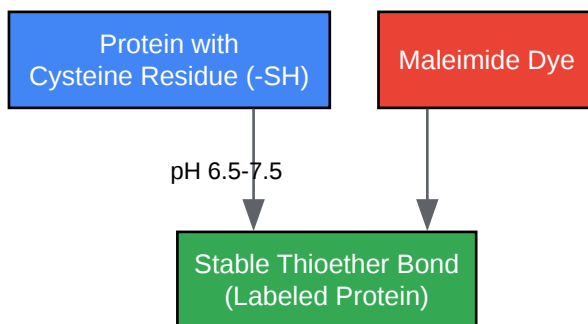 Protein with
Cysteine Residue (-SH)
Maleimide Dye
pH 6.5-7.5
Stable Thioether Bond
(Labeled Protein)